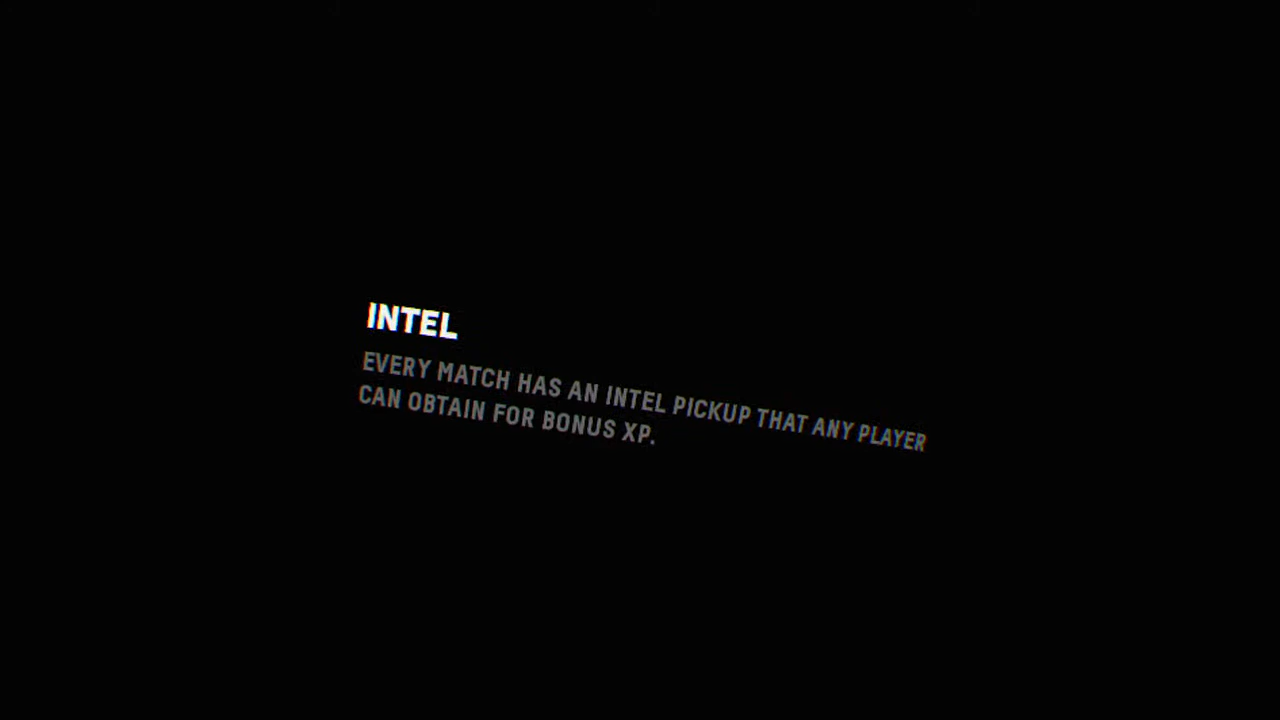 INTEL
EVERY MATCH HAS AN INTEL PICKUP THAT ANY PLAYER
CAN OBTAIN FOR BONUS XP.